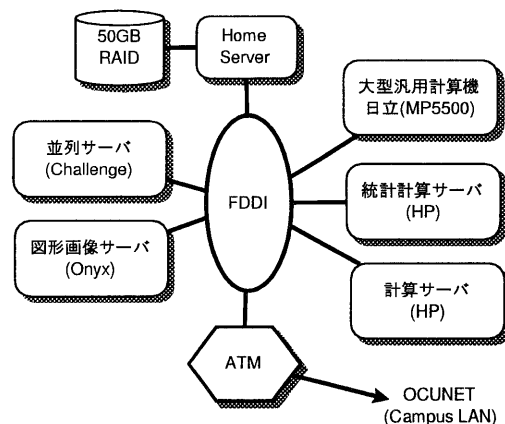 50GB
RAID
Home
Server
大型汎用計算機
日立(MP5500)
並列サーバ
(Challenge)
FDDI
統計計算サーバ
(HP)
図形画像サーバ
(Onyx)
計算サーバ
(HP)
ATM
OCUNET
(Campus LAN)